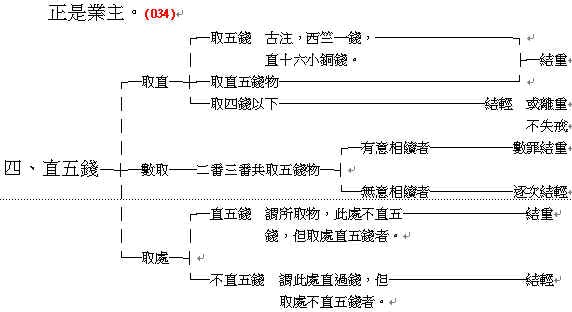 正是業主。(034)
取五錢　古注，西竺一錢，
直十六小銅錢。
結重
取直
取直五錢物
取四錢以下　結輕　或離重
不失戒
有意相續者　數罪結重
四、直五錢　數取　二番三番共取五錢物
無意相續者　逐次結輕
直五錢　謂所取物，此處不直五　結重
錢，但取處直五錢者。
取處
不直五錢　謂此處直過錢，但　結輕
取處不直五錢者。